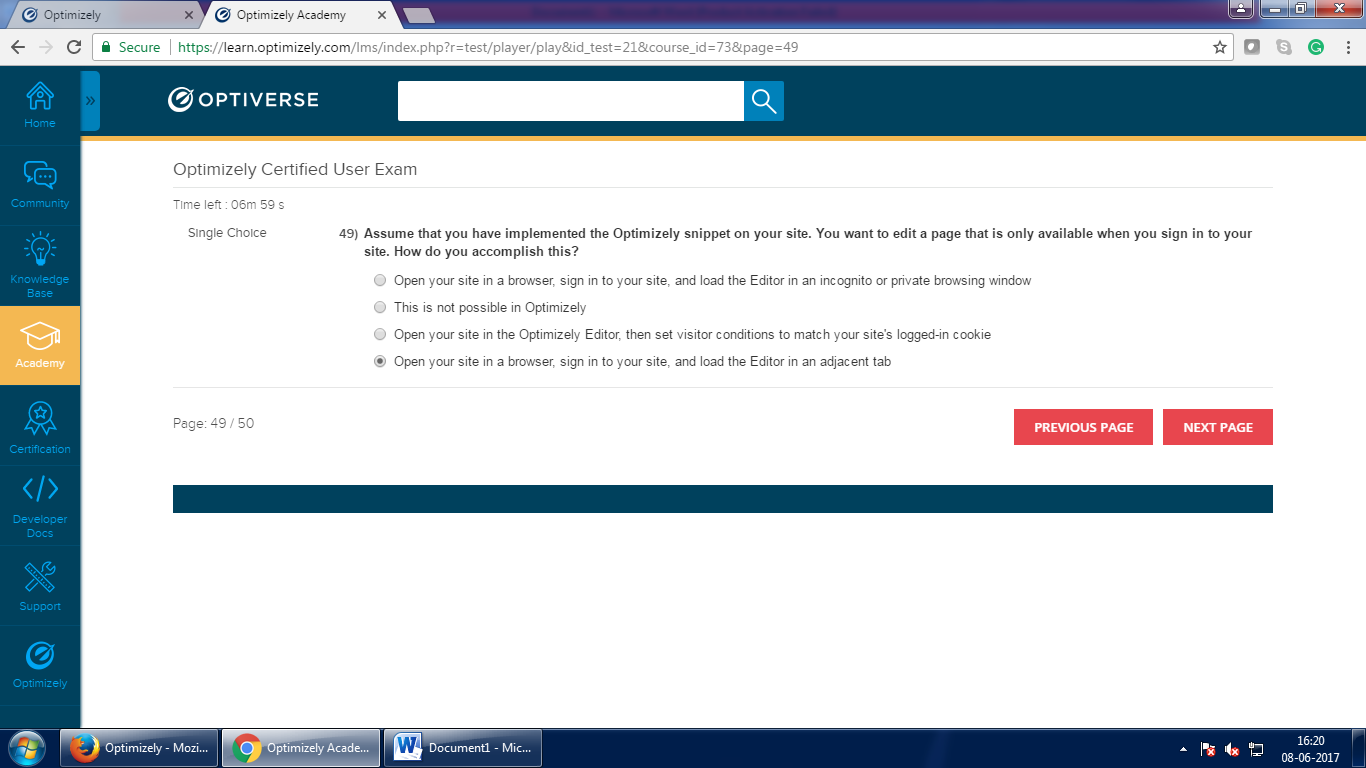 Optimizely
Optimizely Academy
Secure
https://learn.optimizely.com/lms/index.php?r=test/player/play&id_test=21&course_id=73&page=49
»
OPTIVERSE
Home
Community
Knowledge
Base
Academy
Certification
Developer
Docs
Support
Optimizely
Optimizely Certified User Exam
Time left : 06m 59 s
Single Choice
49) Assume that you have implemented the Optimizely snippet on your site. You want to edit a page that is only available when you sign in to your
site. How do you accomplish this?
Open your site in a browser, sign in to your site, and load the Editor in an incognito or private browsing window
This is not possible in Optimizely
Open your site in the Optimizely Editor, then set visitor conditions to match your site's logged-in cookie
Open your site in a browser, sign in to your site, and load the Editor in an adjacent tab
Page: 49 / 50
PREVIOUS PAGE
NEXT PAGE
Optimizely - Mozi...
Optimizely Acade...
Document1 - Mic...
16:20
08-06-2017